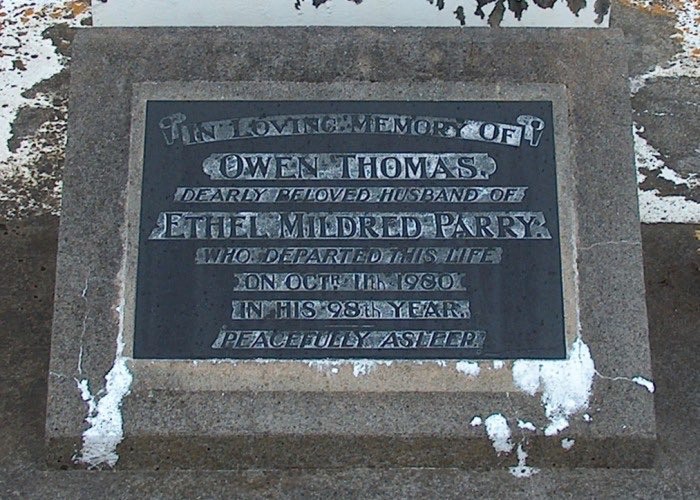 IN LOVING MEMORY OF
OWEN THOMAS.
DEARLY BELOVED HUSBAND OF
ETHEL MILDRED PARRY.
WHO DEPARTED THIS LIFE
ON OCTR 11th 1980
IN HIS 98th YEAR.
PEACEFULLY ASLEEP.